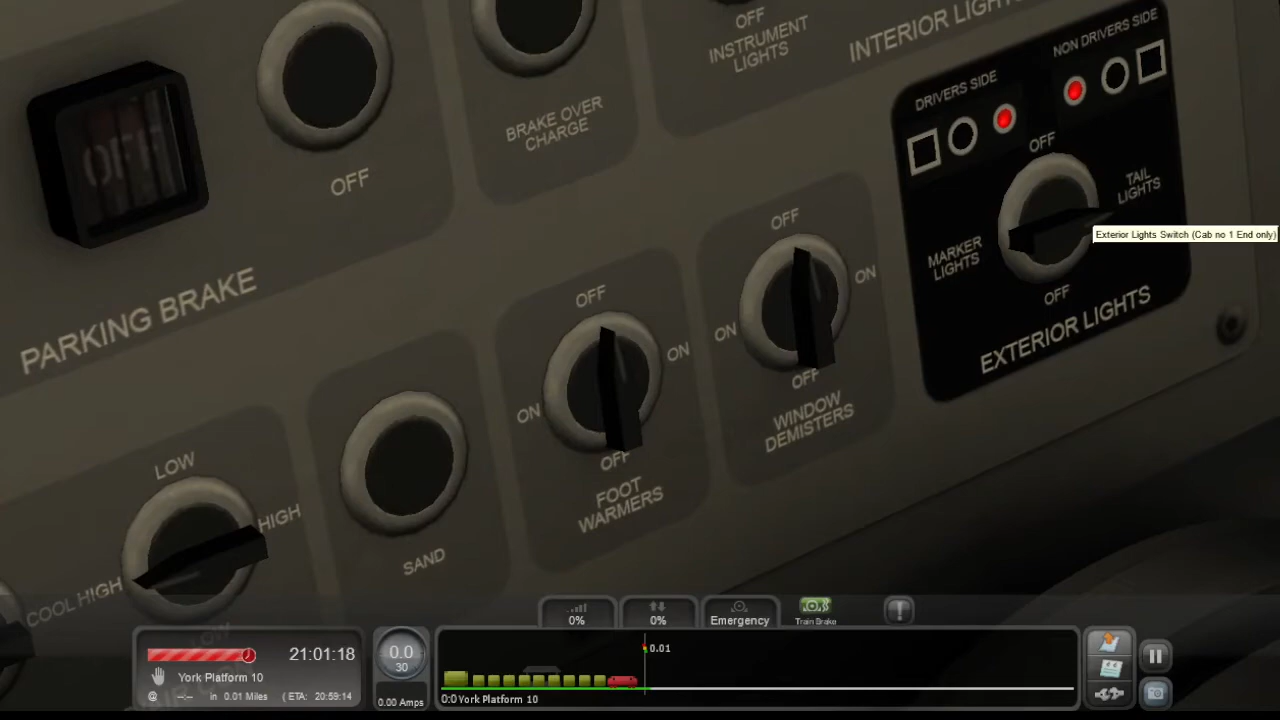 OFF
INSTRUMENT
LIGHTS
INTERIOR LIGHTS
OFF
PARKING BRAKE
OFF
BRAKE OVER
CHARGE
DRIVERS SIDE
NON DRIVERS SIDE
OFF
TAIL
LIGHTS
MARKER
LIGHTS
OFF
EXTERIOR LIGHTS
Exterior Lights Switch (Cab no 1 End only)
OFF
ON
ON
OFF
WINDOW
DEMISTERS
OFF
ON
ON
OFF
FOOT
WARMERS
SAND
LOW
HIGH
COOL HIGH
LOW
0%
0%
Emergency
Train Brake
21:01:18
York Platform 10
--:-- in 0.01 Miles ( ETA: 20:59:14
0.0
30
0.00 Amps
0.01
0:0 York Platform 10